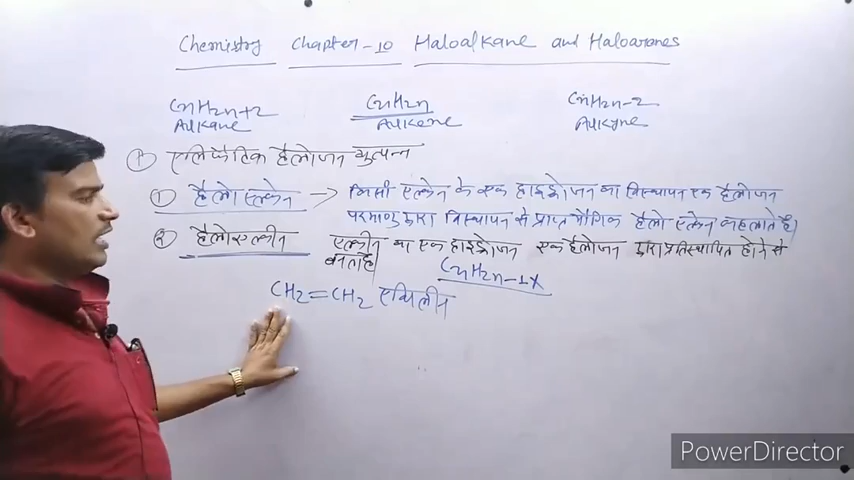 Chemistry Chapter-10 Haloalkane and Haloarones
CnH2n+2 CnH2n CnH2n-2
Alkane Alkene Alkyne
① एलिफैटिक हैलोजन व्युत्पन्न
① हैलो एल्केन → किसी एल्केन के एक हाइड्रोजन का विस्थापन एक हैलोजन
परमाणु द्वारा विस्थापन से प्राप्त यौगिक हैलो एल्केन कहलाते हैं।
② हैलोएल्कीन एल्कीन का एक हाइड्रोजन एक हैलोजन द्वारा प्रतिस्थापित होने से
बनता है
CnH2n-1X
CH2=CH2 एथिलीन
PowerDirector